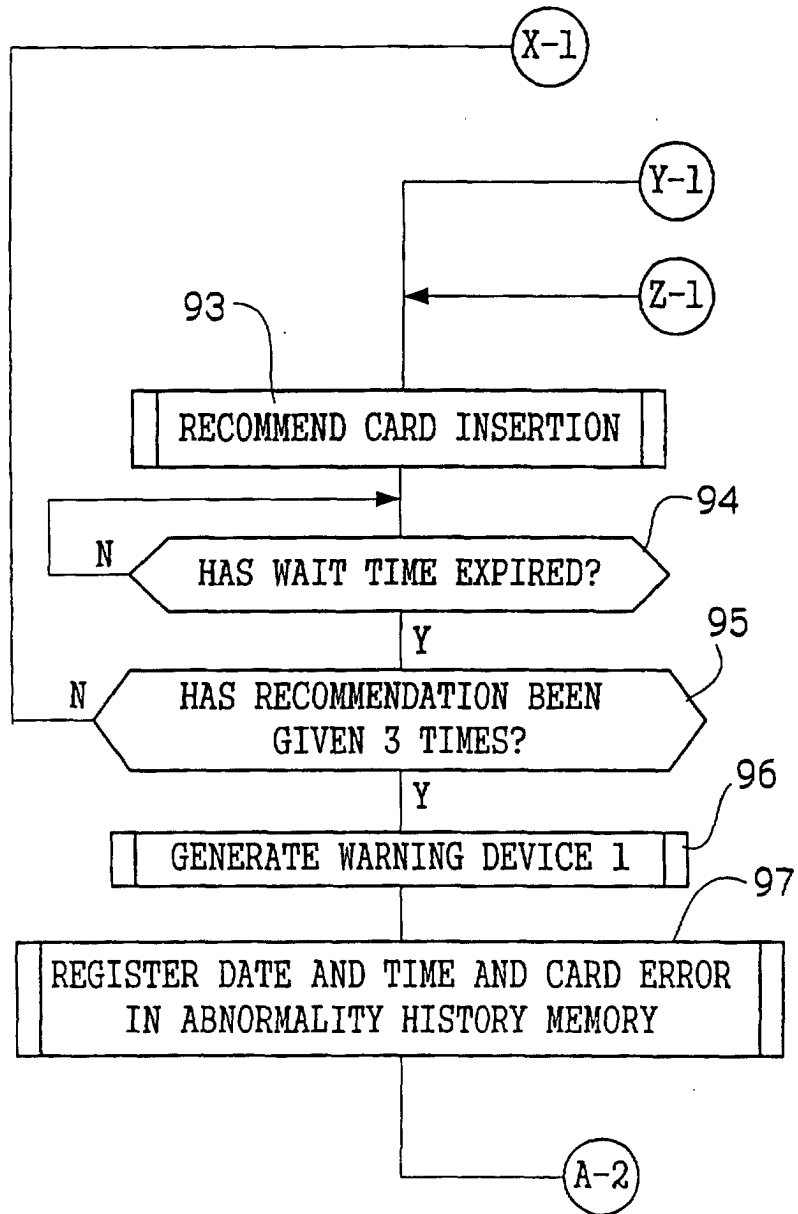 X-1
Y-1
Z-1
93
RECOMMEND CARD INSERTION
94
N
HAS WAIT TIME EXPIRED?
Y
95
N
HAS RECOMMENDATION BEEN
GIVEN 3 TIMES?
Y
96
GENERATE WARNING DEVICE 1
97
REGISTER DATE AND TIME AND CARD ERROR
IN ABNORMALITY HISTORY MEMORY
A-2